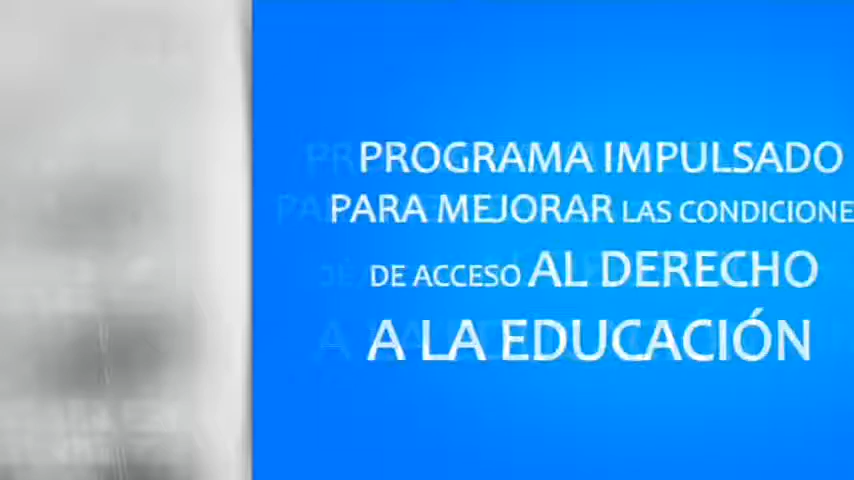 PROGRAMA IMPULSADO
PARA MEJORAR LAS CONDICIONE
DE ACCESO AL DERECHO
A LA EDUCACIÓN